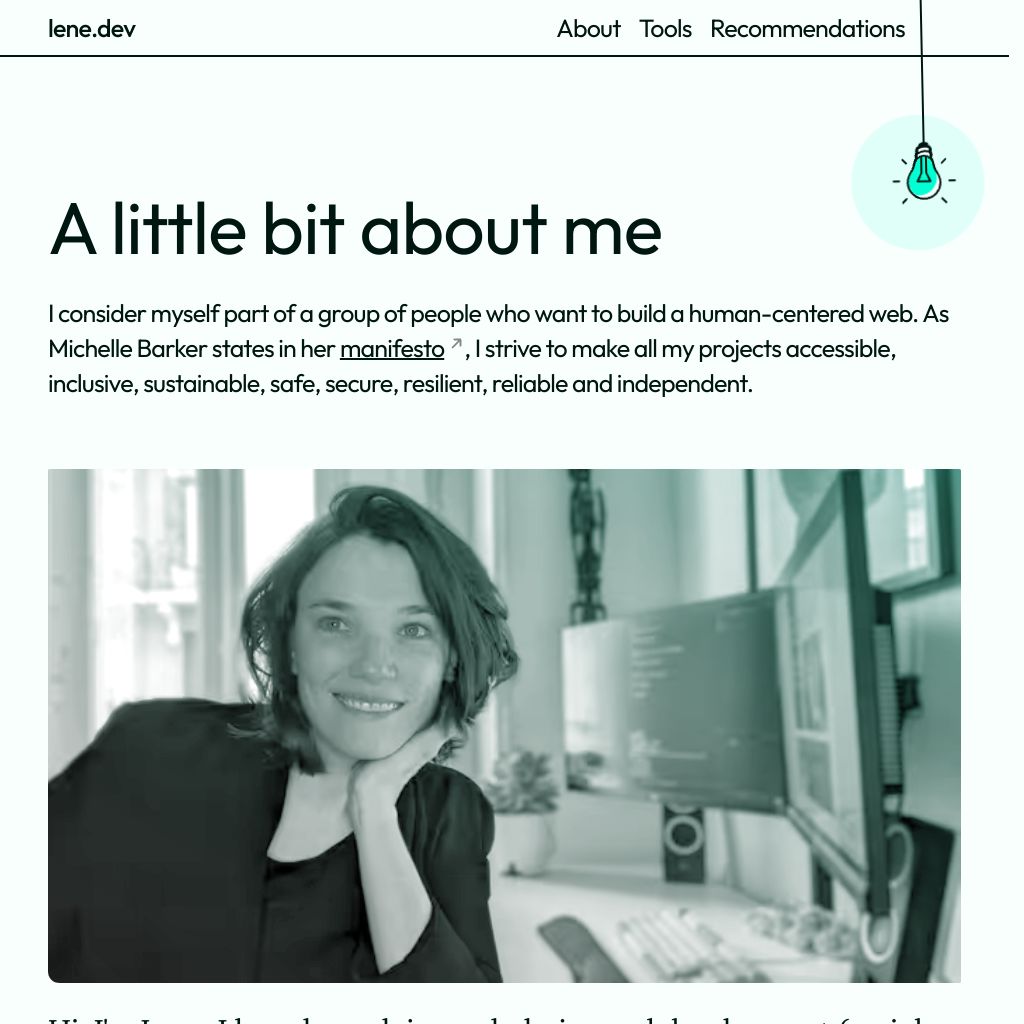 lene.dev
About Tools Recommendations
A little bit about me
I consider myself part of a group of people who want to build a human-centered web. As
Michelle Barker states in her manifesto ↗, I strive to make all my projects accessible,
inclusive, sustainable, safe, secure, resilient, reliable and independent.